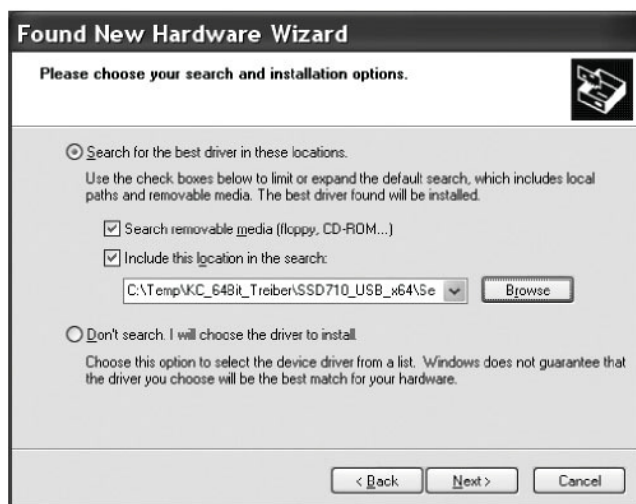 Found New Hardware Wizard
Please choose your search and installation options.
Search for the best driver in these locations.
Use the check boxes below to limit or expand the default search, which includes local
paths and removable media. The best driver found will be installed.
Search removable media (floppy, CD-ROM...)
Include this location in the search:
C:\Temp\KC_64Bit_Treiber\SSD710_USB_x64\Se
Browse
Don't search. I will choose the driver to install.
Choose this option to select the device driver from a list. Windows does not guarantee that
the driver you choose will be the best match for your hardware.
< Back
Next >
Cancel